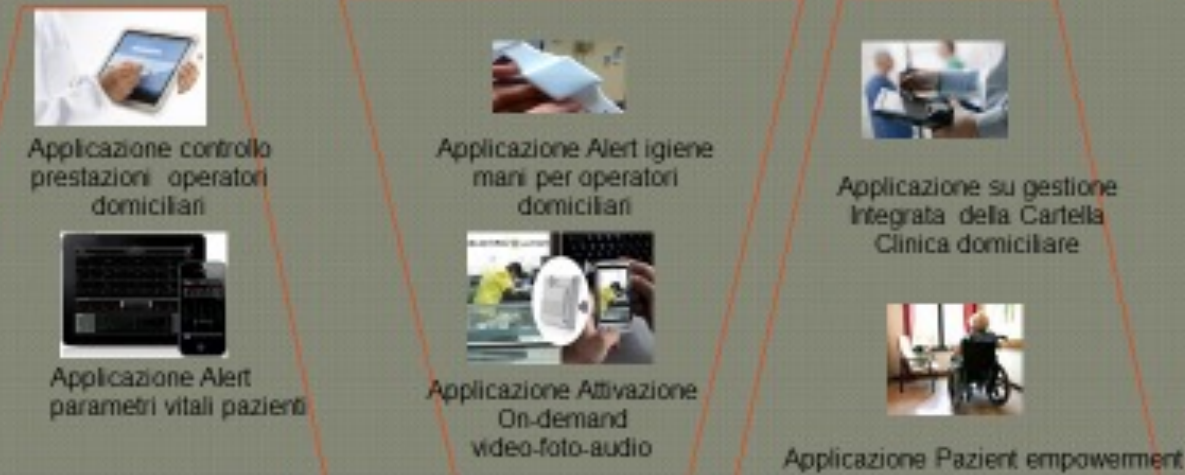 Applicazione controllo
prestazioni operatori
domiciliari
Applicazione Alert
parametri vitali pazienti
Applicazione Alert igiene
mani per operatori
domiciliari
Applicazione Attivazione
On-demand
video-foto-audio
Applicazione su gestione
Integrata della Cartella
Clinica domiciliare
Applicazione Pazient empowerment